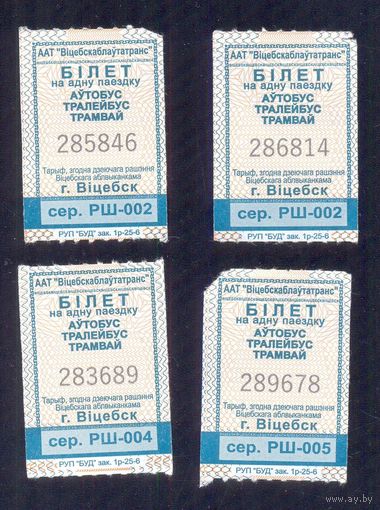 ААТ "Віцебскаблаўтатранс"
БІЛЕТ
на адну паездку
АЎТОБУС
ТРАЛЕЙБУС
ТРАМВАЙ
285846
Тарыф, згодна дзеючага рашэння
Віцебскага аблвыканкама
г. Віцебск
сер. РШ-002
РУП "БУД" зак. 1р-25-6
ААТ "Віцебскаблаўтатранс"
БІЛЕТ
на адну паездку
АЎТОБУС
ТРАЛЕЙБУС
ТРАМВАЙ
286814
Тарыф, згодна дзеючага рашэння
Віцебскага аблвыканкама
г. Віцебск
сер. РШ-002
РУП "БУД" зак. 1р-25-6
ААТ "Віцебскаблаўтатранс"
БІЛЕТ
на адну паездку
АЎТОБУС
ТРАЛЕЙБУС
ТРАМВАЙ
283689
Тарыф, згодна дзеючага рашэння
Віцебскага аблвыканкама
г. Віцебск
сер. РШ-004
РУП "БУД" зак. 1р-25-6
ААТ "Віцебскаблаўтатранс"
БІЛЕТ
на адну паездку
АЎТОБУС
ТРАЛЕЙБУС
ТРАМВАЙ
289678
Тарыф, згодна дзеючага рашэння
Віцебскага аблвыканкама
г. Віцебск
сер. РШ-005
РУП "БУД" зак. 1р-25-6
www.ay.by